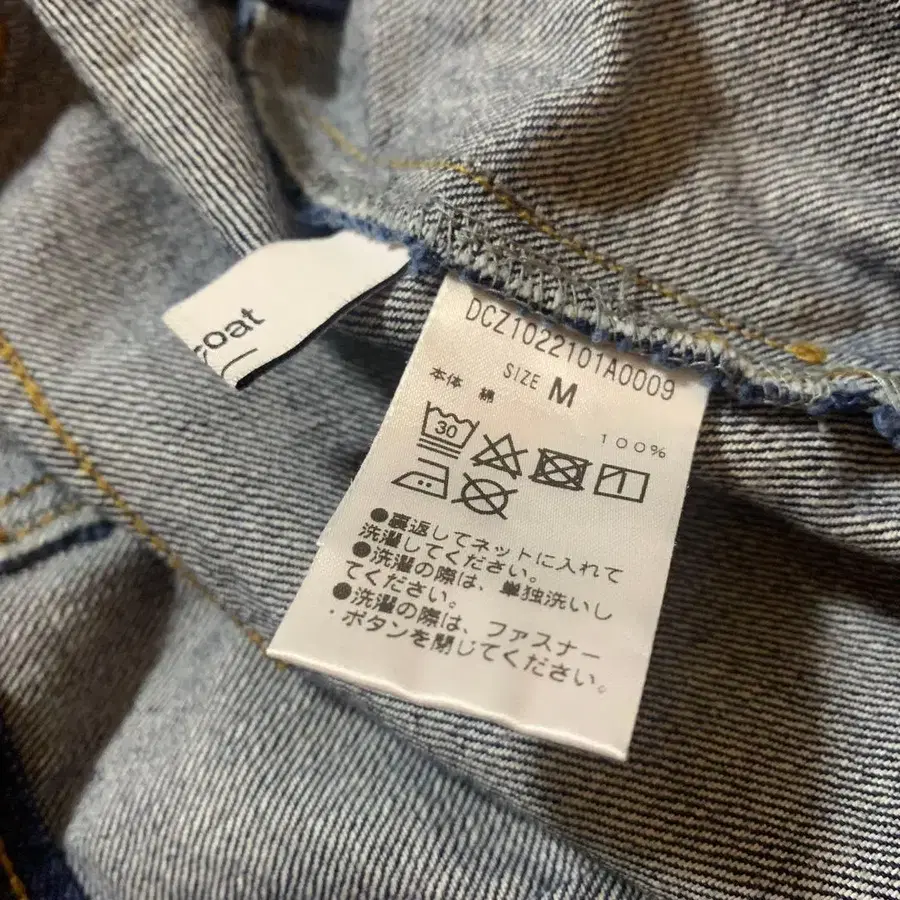 coat
DCZ1022101A0009
SIZE M
本体 綿
100%
30
●裏返してネットに入れて
洗濯してください。
●洗濯の際は、単独洗いし
てください。
●洗濯の際は、ファスナー
・ボタンを閉じてください。